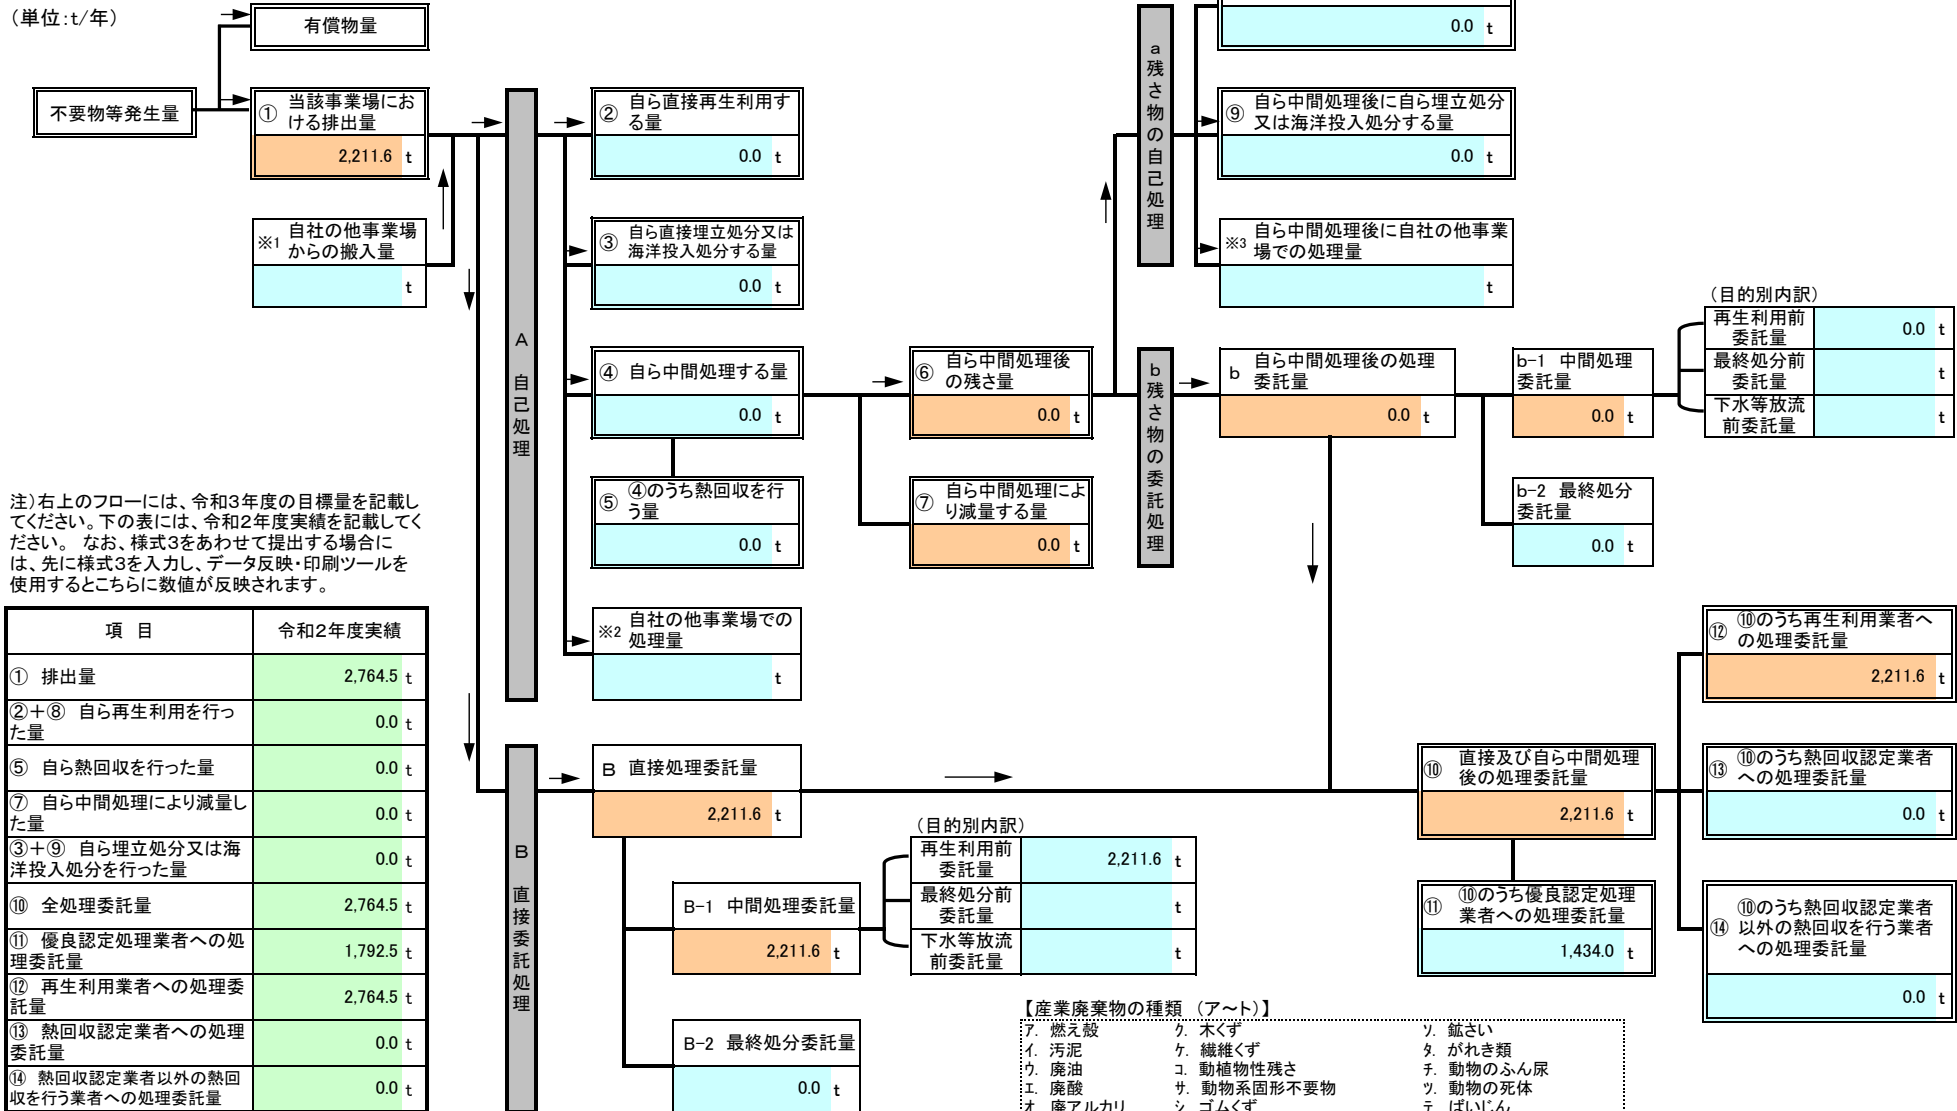 (単位:t/年)
有償物量
不要物等発生量
① 当該事業場にお
ける排出量
2,211.6 t
※1 自社の他事業場
からの搬入量
t
A 自己処理
② 自ら直接再生利用す
る量
0.0 t
③ 自ら直接埋立処分又は
海洋投入処分する量
0.0 t
④ 自ら中間処理する量
0.0 t
⑤ ④のうち熱回収を行
う量
0.0 t
※2 自社の他事業場での
処理量
t
⑥ 自ら中間処理後
の残さ量
0.0 t
⑦ 自ら中間処理によ
り減量する量
0.0 t
a残さ物の自己処理
0.0 t
⑨ 自ら中間処理後に自ら埋立処分
又は海洋投入処分する量
0.0 t
※3 自ら中間処理後に自社の他事業
場での処理量
t
b残さ物の委託処理
b 自ら中間処理後の処理
委託量
0.0 t
b-1 中間処理
委託量
0.0 t
b-2 最終処分
委託量
0.0 t
(目的別内訳)
再生利用前
委託量 0.0 t
最終処分前
委託量 t
下水等放流
前委託量 t
注)右上のフローには、令和3年度の目標量を記載し
てください。下の表には、令和2年度実績を記載してく
ださい。 なお、様式3をあわせて提出する場合に
は、先に様式3を入力し、データ反映・印刷ツールを
使用するとこちらに数値が反映されます。
項 目 令和2年度実績
① 排出量 2,764.5 t
②+⑧ 自ら再生利用を行っ
た量 0.0 t
⑤ 自ら熱回収を行った量 0.0 t
⑦ 自ら中間処理により減量し
た量 0.0 t
③+⑨ 自ら埋立処分又は海
洋投入処分を行った量 0.0 t
⑩ 全処理委託量 2,764.5 t
⑪ 優良認定処理業者への処
理委託量 1,792.5 t
⑫ 再生利用業者への処理委
託量 2,764.5 t
⑬ 熱回収認定業者への処理
委託量 0.0 t
⑭ 熱回収認定業者以外の熱回
収を行う業者への処理委託量 0.0 t
B 直接委託処理
B 直接処理委託量
2,211.6 t
B-1 中間処理委託量
2,211.6 t
B-2 最終処分委託量
0.0 t
(目的別内訳)
再生利用前
委託量 2,211.6 t
最終処分前
委託量 t
下水等放流
前委託量 t
⑩ 直接及び自ら中間処理
後の処理委託量
2,211.6 t
⑪ ⑩のうち優良認定処理
業者への処理委託量
1,434.0 t
⑫ ⑩のうち再生利用業者へ
の処理委託量
2,211.6 t
⑬ ⑩のうち熱回収認定業者
への処理委託量
0.0 t
⑭ ⑩のうち熱回収認定業者
以外の熱回収を行う業者
への処理委託量
0.0 t
【産業廃棄物の種類 (ア～ト)】
ア. 燃え殻 ク. 木くず ソ. 鉱さい
イ. 汚泥 ケ. 繊維くず タ. がれき類
ウ. 廃油 コ. 動植物性残さ チ. 動物のふん尿
エ. 廃酸 サ. 動物系固形不要物 ツ. 動物の死体
オ. 廃アルカリ シ. ゴムくず テ. ばいじん